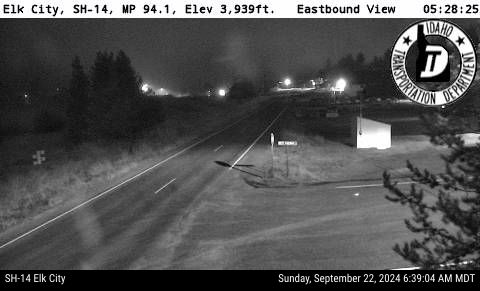 Elk City, SH-14, MP 94.1, Elev 3,939ft. Eastbound View 05:28:25
IDAHO
TRANSPORTATION DEPARTMENT
SH-14 Elk City
Sunday, September 22, 2024 6:39:04 AM MDT